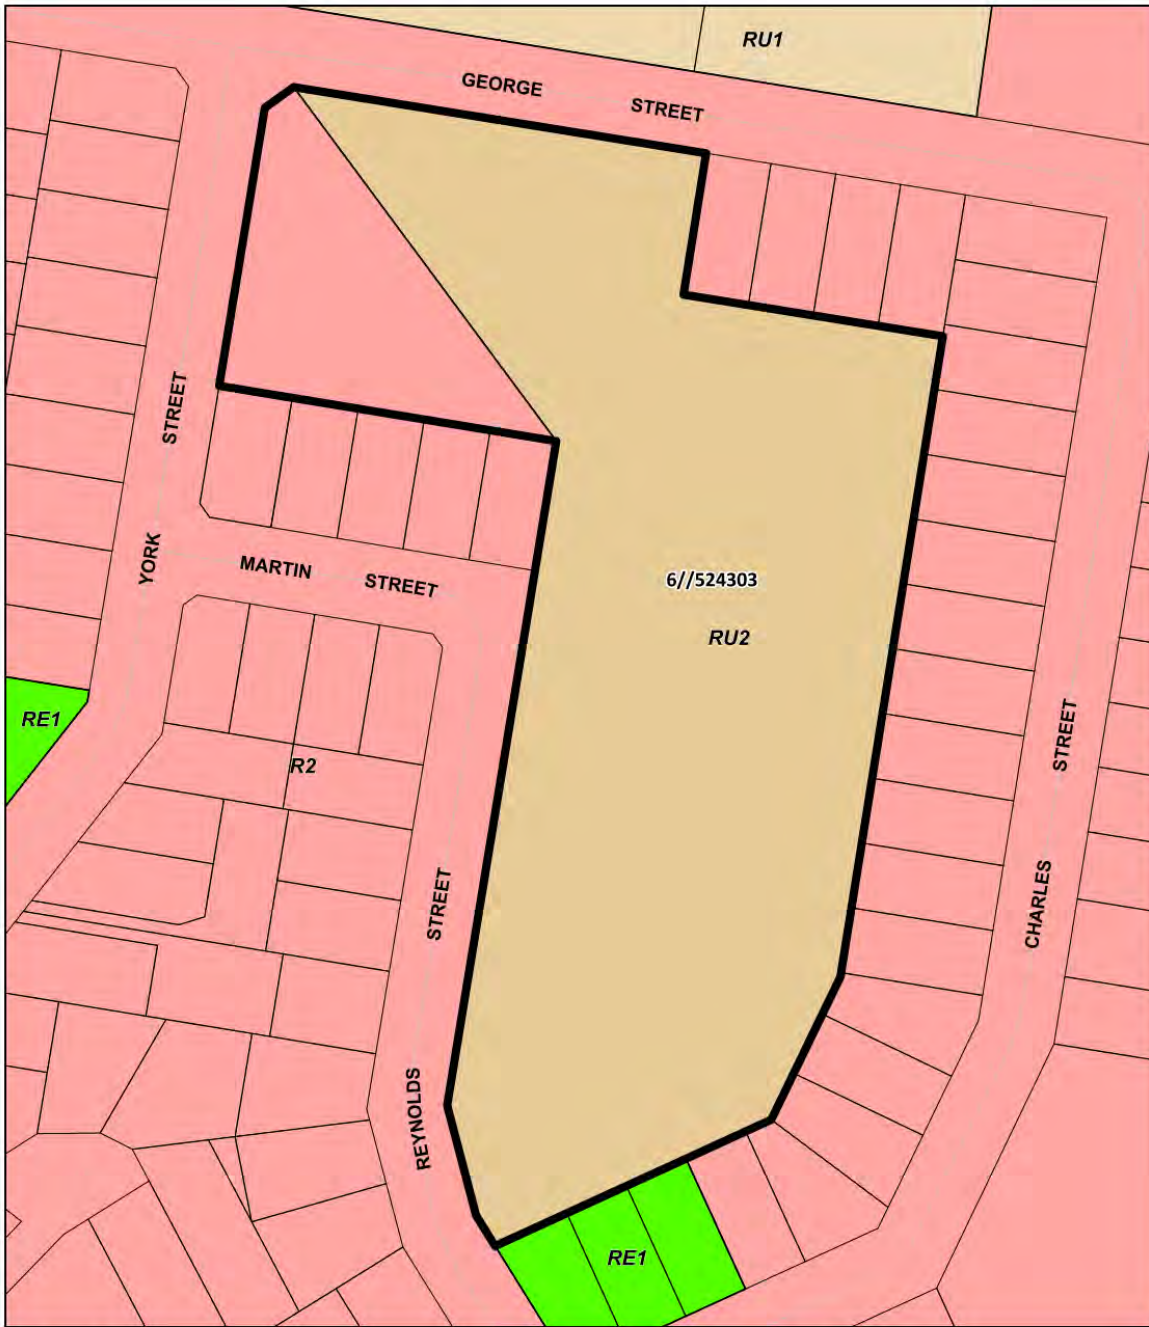 RU1
GEORGE STREET
STREET
YORK
MARTIN STREET
6//524303
RU2
RE1
R2
STREET
CHARLES
STREET
REYNOLDS
RE1